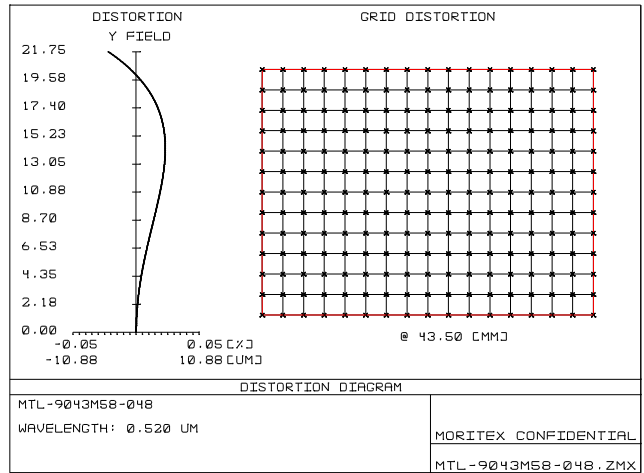 DISTORTION
Y FIELD
21.75
19.58
17.40
15.23
13.05
10.88
8.70
6.53
4.35
2.18
0.00
-0.05 0.05 [%]
-10.88 10.88 [UM]
GRID DISTORTION
@ 43.50 [MM]
DISTORTION DIAGRAM
MTL-9043M58-048
WAVELENGTH: 0.520 UM
MORITEX CONFIDENTIAL
MTL-9043M58-048.ZMX